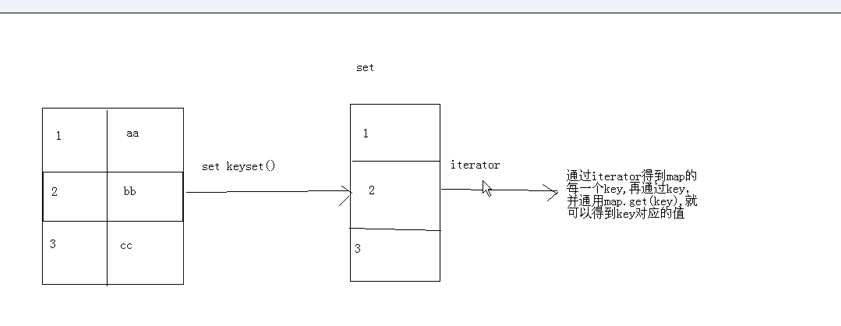 set
1 aa
set keyset()
1
iterator
2 bb
2
通过iterator得到map的
每一个key,再通过key,
并通用map.get(key),就
可以得到key对应的值
3 cc
3